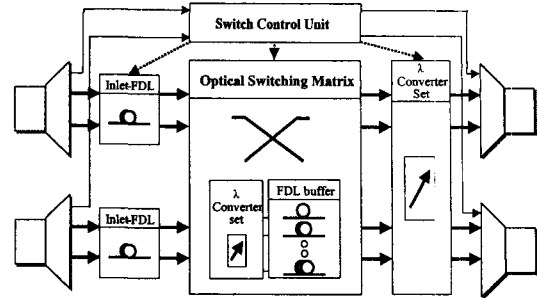 Switch Control Unit
Inlet-FDL
Optical Switching Matrix
λ
Converter
Set
Inlet-FDL
λ
Converter
set
FDL buffer